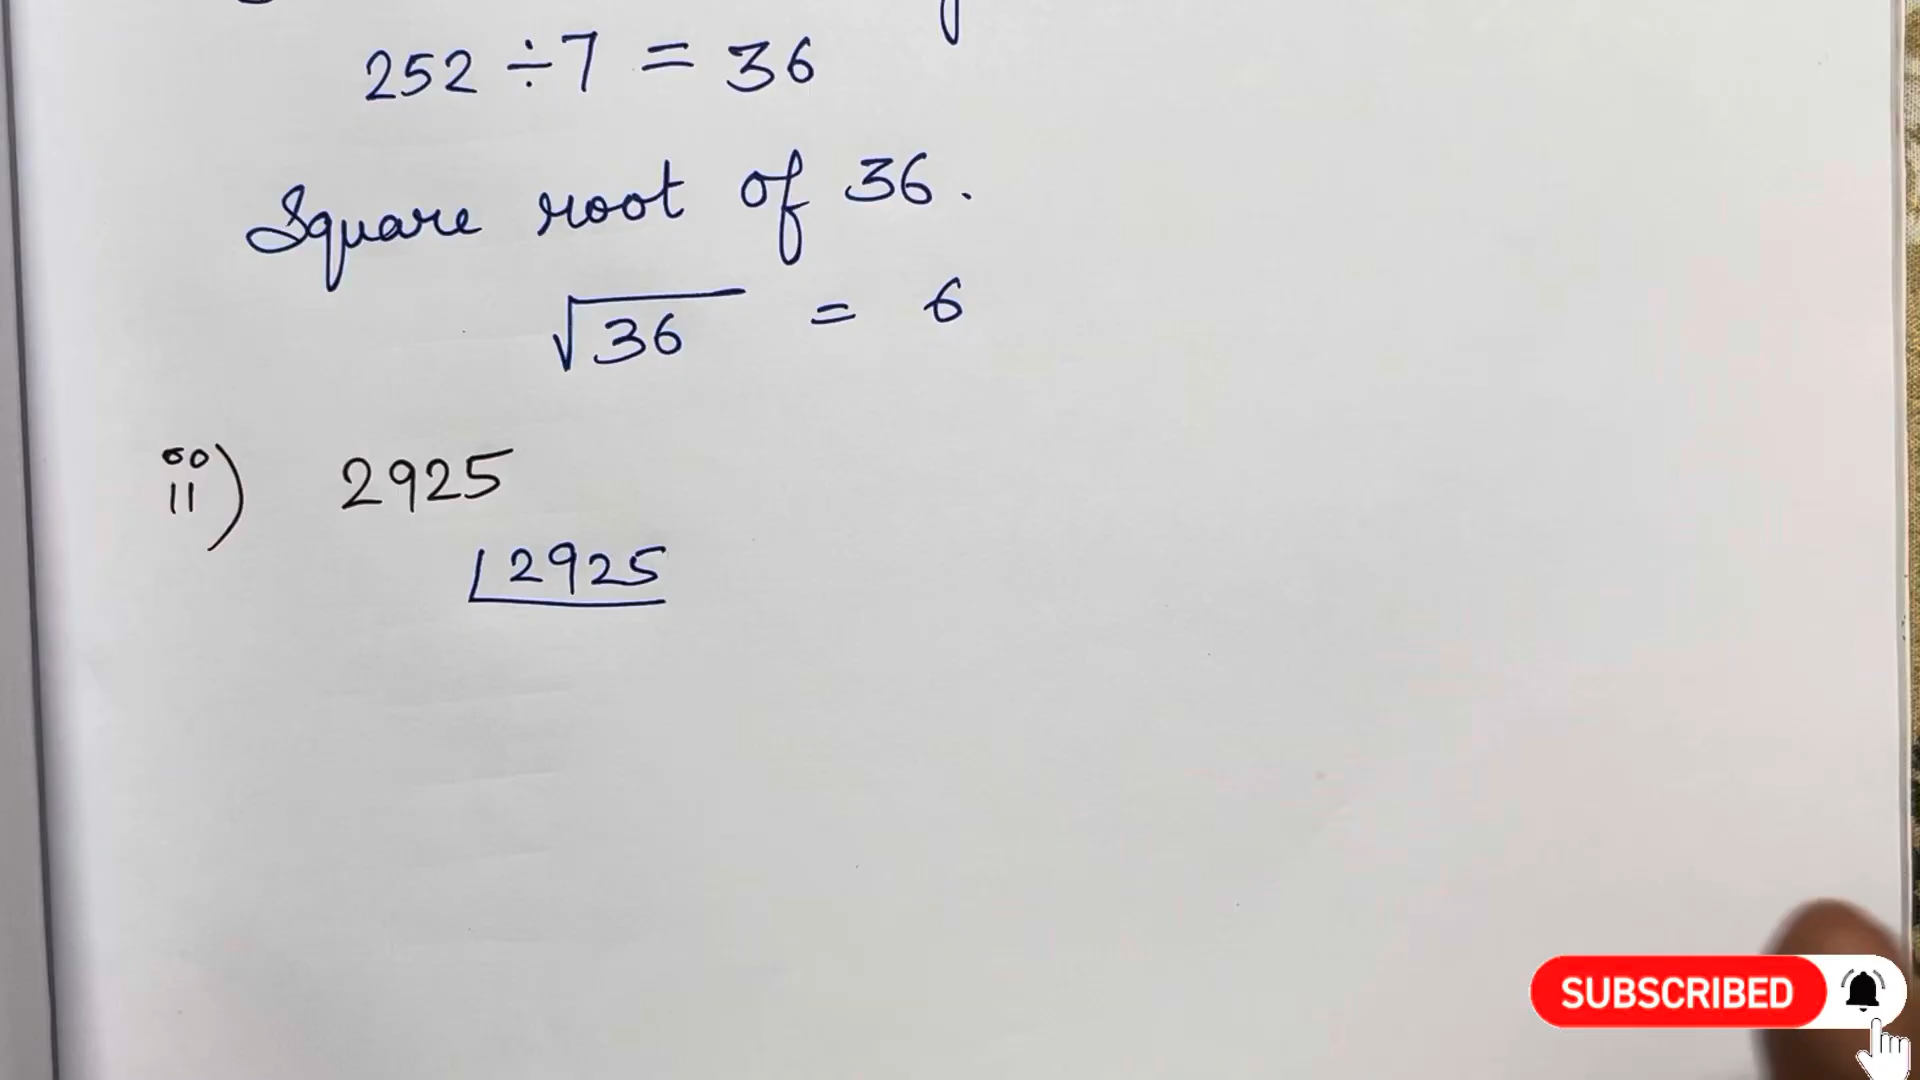 252 ÷ 7 = 36
Square root of 36.
√36 = 6
ii) 2925
2925
SUBSCRIBED